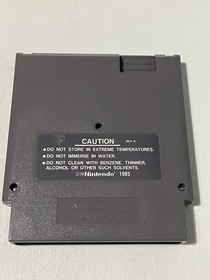 CAUTION
• DO NOT STORE IN EXTREME TEMPERATURES.
• DO NOT IMMERSE IN WATER.
• DO NOT CLEAN WITH BENZENE, THINNER,
ALCOHOL OR OTHER SUCH SOLVENTS.
©®Nintendo 1985